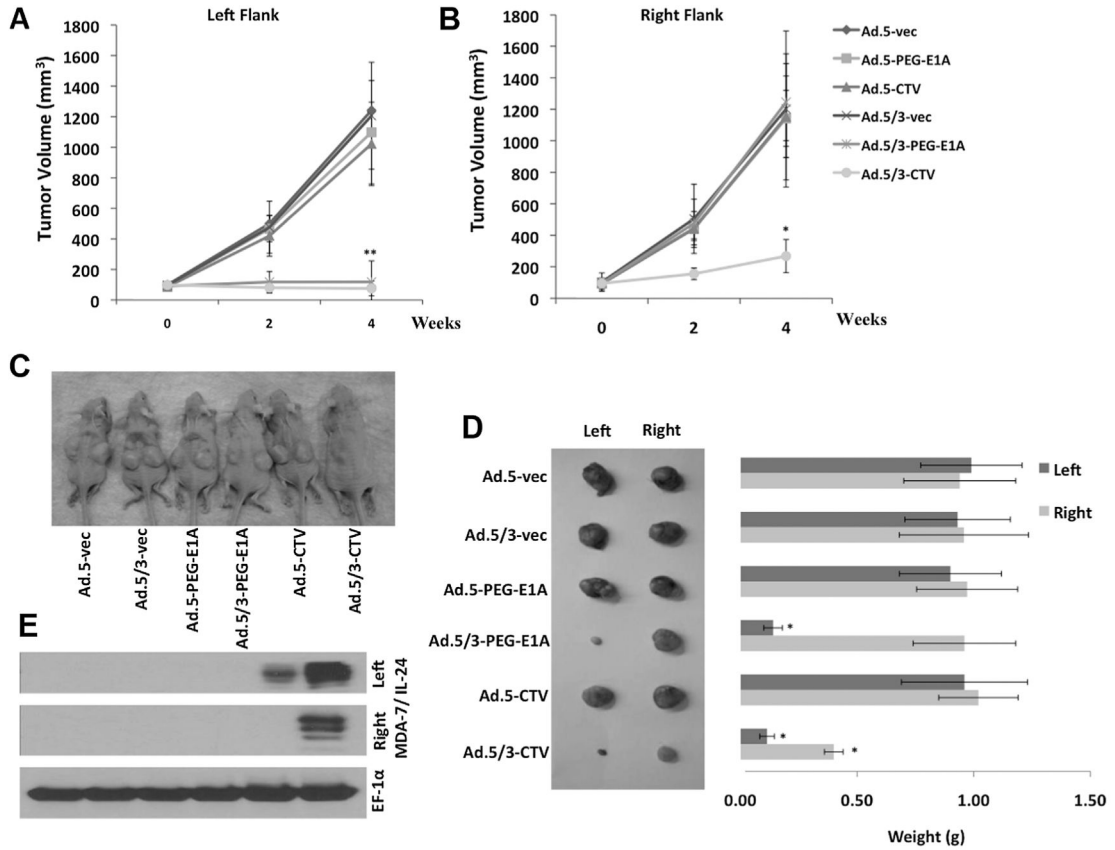 A
Left Flank
Tumor Volume (mm³)
1800
1600
1400
1200
1000
800
600
400
200
0
**
0
2
4
Weeks
B
Right Flank
Tumor Volume (mm³)
1800
1600
1400
1200
1000
800
600
400
200
0
*
0
2
4
Weeks
Ad.5-vec
Ad.5-PEG-E1A
Ad.5-CTV
Ad.5/3-vec
Ad.5/3-PEG-E1A
Ad.5/3-CTV
C
Ad.5-vec
Ad.5/3-vec
Ad.5-PEG-E1A
Ad.5/3-PEG-E1A
Ad.5-CTV
Ad.5/3-CTV
D
Left
Right
Ad.5-vec
Ad.5/3-vec
Ad.5-PEG-E1A
Ad.5/3-PEG-E1A
Ad.5-CTV
Ad.5/3-CTV
Left
Right
*
*
*
0.00
0.50
1.00
1.50
Weight (g)
E
Left
Right
MDA-7/ IL-24
EF-1α